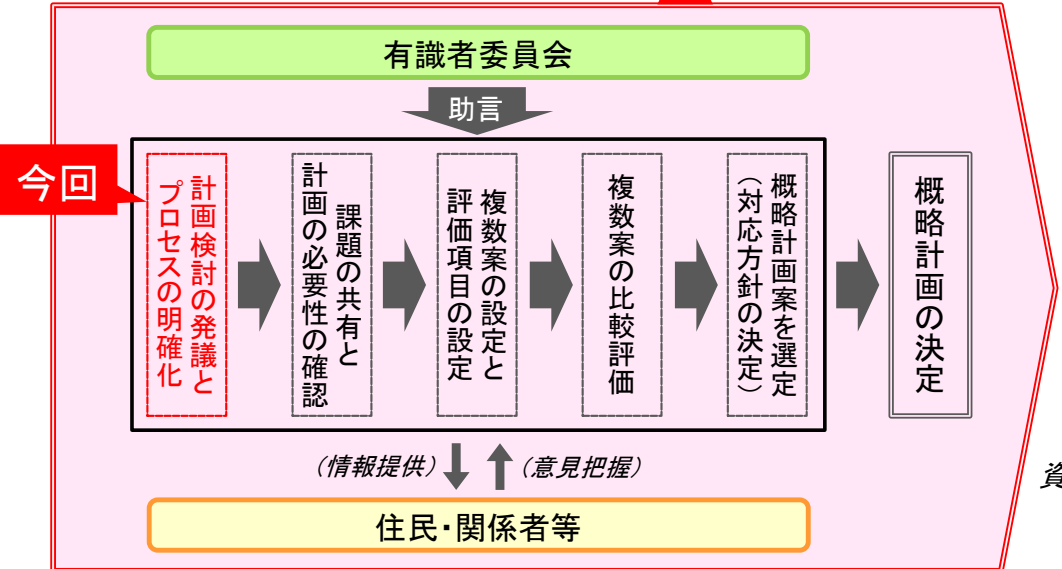 有識者委員会
助言
今回
計画検討の発議と
プロセスの明確化
課題の共有と
計画の必要性の確認
複数案の設定と
評価項目の設定
複数案の比較評価
概略計画案を選定
（対応方針の決定）
概略計画の決定
（情報提供）
（意見把握）
資
住民・関係者等